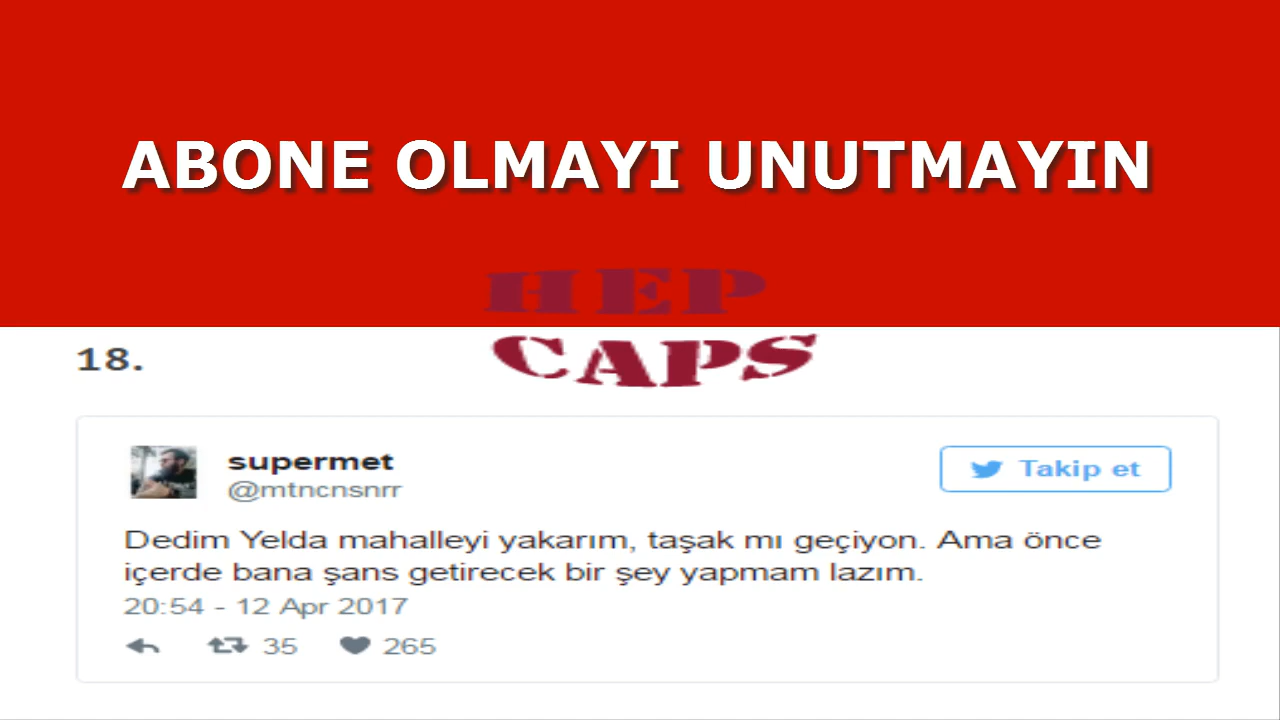 ABONE OLMAYI UNUTMAYIN
HEP
CAPS
18.
supermet
@mtncnsnrr
Takip et
Dedim Yelda mahalleyi yakarım, taşak mı geçiyon. Ama önce
içerde bana şans getirecek bir şey yapmam lazım.
20:54 - 12 Apr 2017
35 265